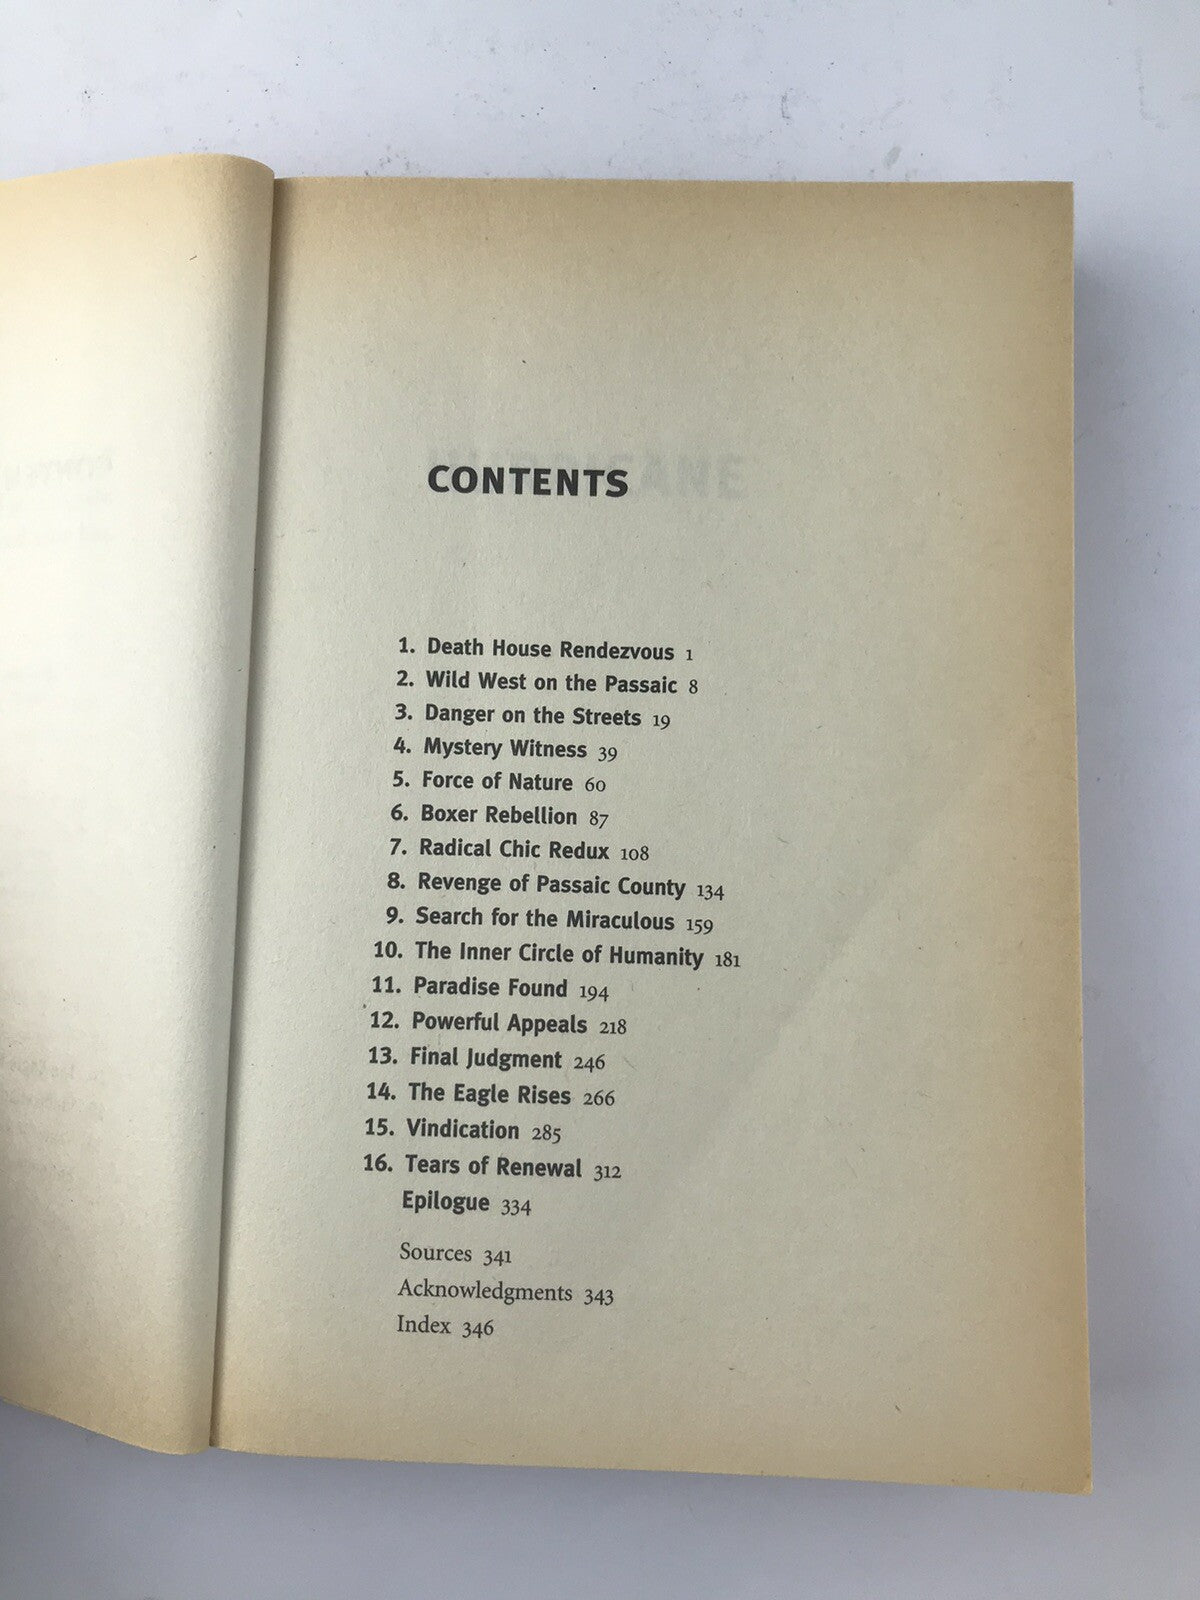 CONTENTS
1. Death House Rendezvous 1
2. Wild West on the Passaic 8
3. Danger on the Streets 19
4. Mystery Witness 39
5. Force of Nature 60
6. Boxer Rebellion 87
7. Radical Chic Redux 108
8. Revenge of Passaic County 134
9. Search for the Miraculous 159
10. The Inner Circle of Humanity 181
11. Paradise Found 194
12. Powerful Appeals 218
13. Final Judgment 246
14. The Eagle Rises 266
15. Vindication 285
16. Tears of Renewal 312
Epilogue 334
Sources 341
Acknowledgments 343
Index 346